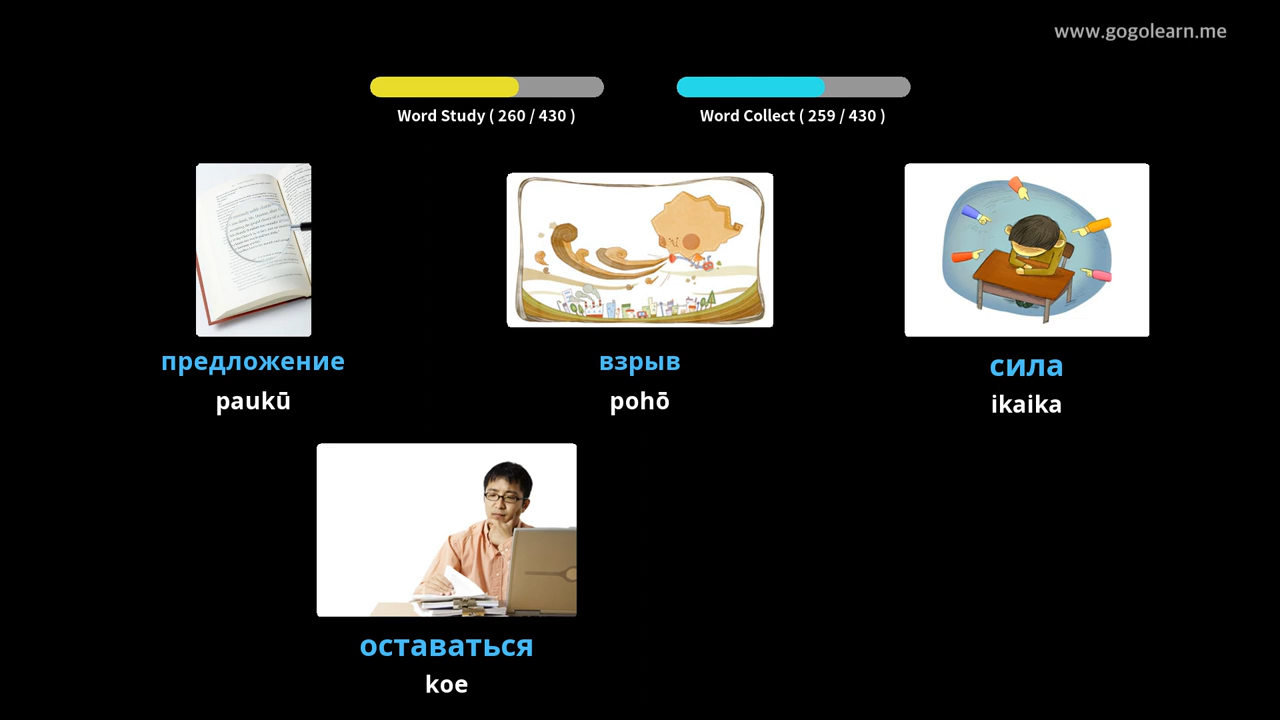 www.gogolearn.me
Word Study ( 260 / 430 )
Word Collect ( 259 / 430 )
предложение
paukū
взрыв
pohō
сила
ikaika
оставаться
koe